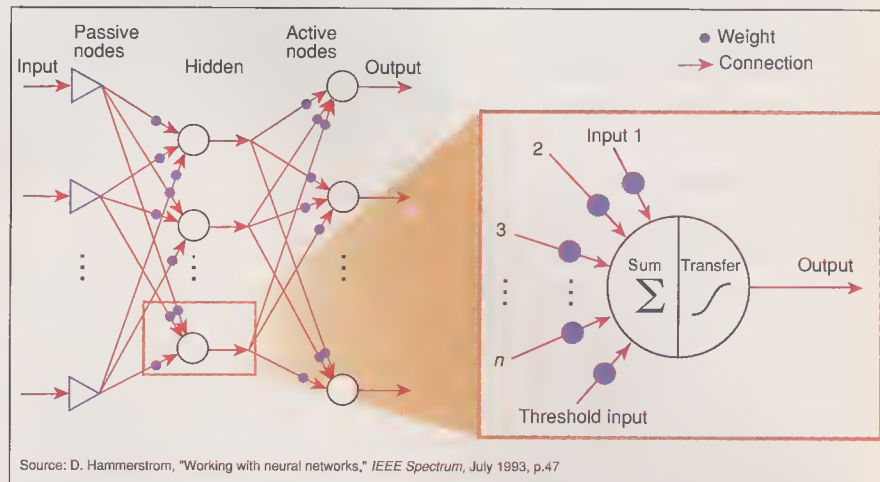 Passive nodes
Active nodes
Input
Hidden
Output
Weight
Connection
Input 1
2
3
n
Sum
Σ
Transfer
Output
Threshold input
Source: D. Hammerstrom, "Working with neural networks," IEEE Spectrum, July 1993, p.47